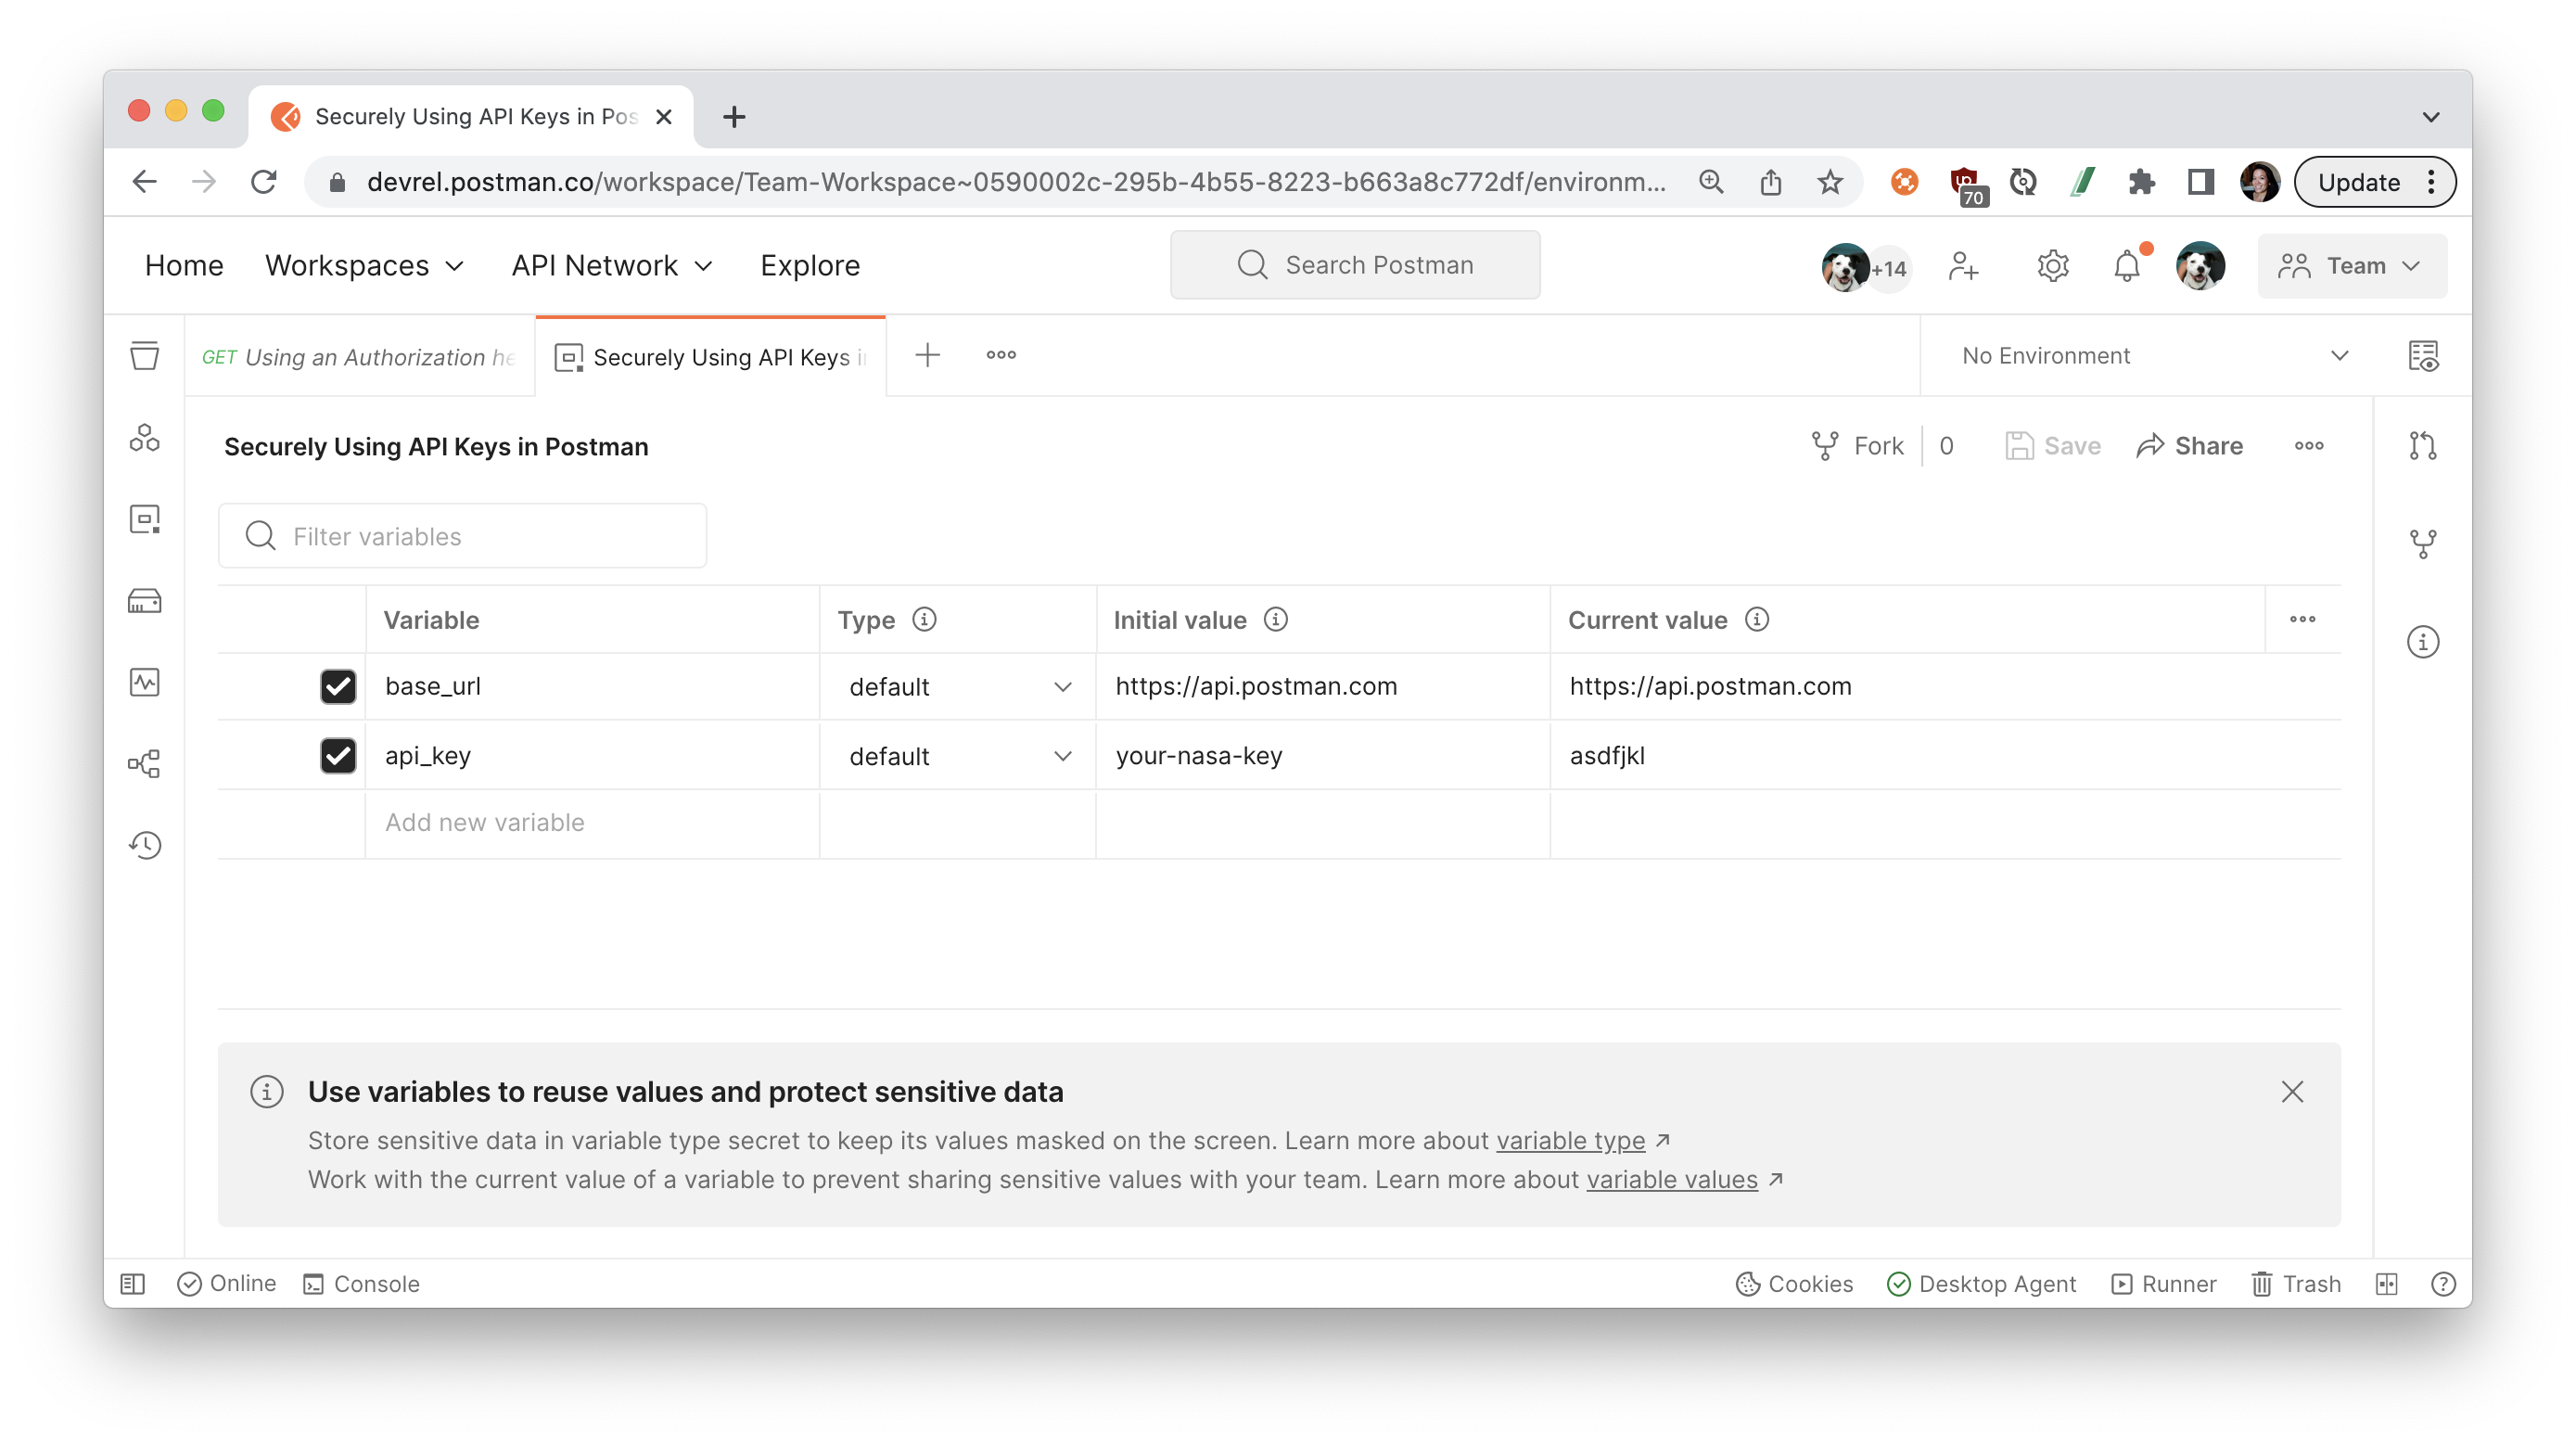 Securely Using API Keys in Pos
devrel.postman.co/workspace/Team-Workspace~0590002c-295b-4b55-8223-b663a8c772df/environm...
70
Update
Home Workspaces API Network Explore
Search Postman
+14
Team
GET Using an Authorization he
Securely Using API Keys i
No Environment
Securely Using API Keys in Postman
Fork 0 Save Share
Filter variables
Variable Type Initial value Current value
base_url default https://api.postman.com https://api.postman.com
api_key default your-nasa-key asdfjkl
Add new variable
Use variables to reuse values and protect sensitive data
Store sensitive data in variable type secret to keep its values masked on the screen. Learn more about variable type ↗
Work with the current value of a variable to prevent sharing sensitive values with your team. Learn more about variable values ↗
Online Console Cookies Desktop Agent Runner Trash